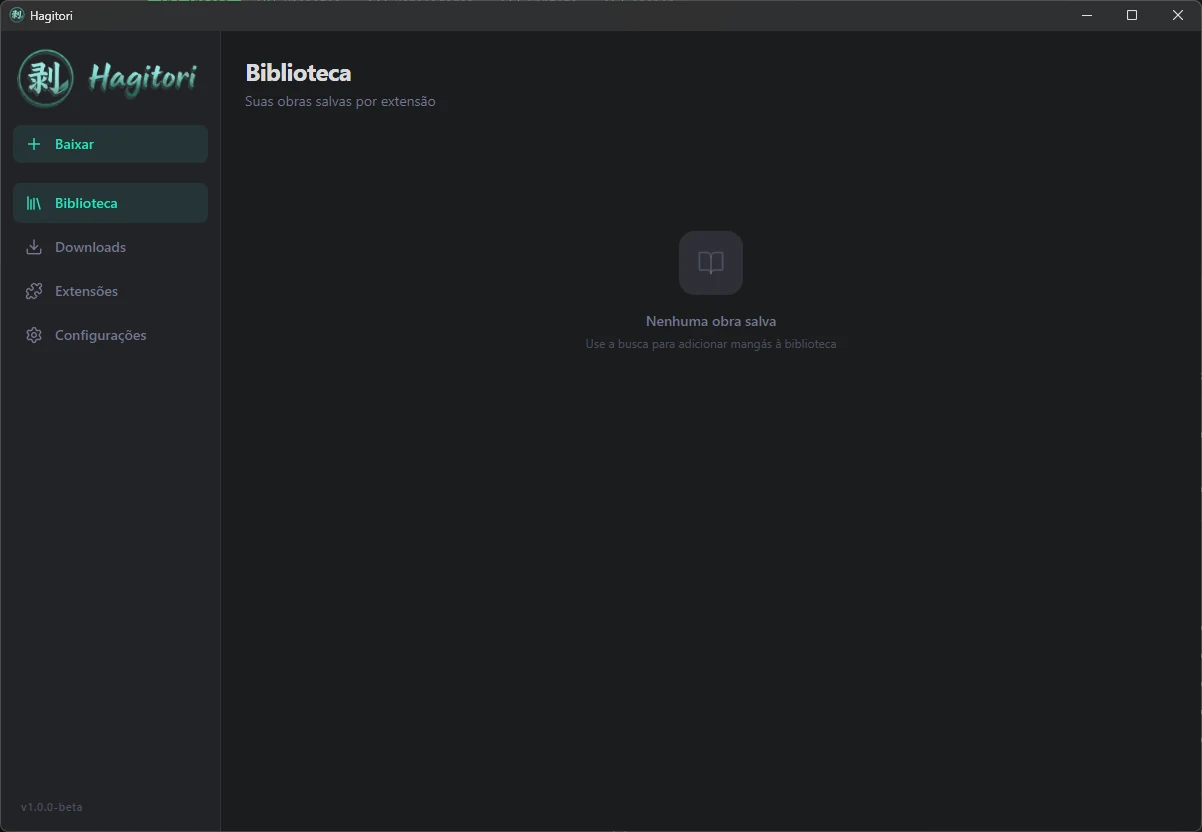 Hagitori
剥 Hagitori
Baixar
Biblioteca
Downloads
Extensões
Configurações
v1.0.0-beta
Biblioteca
Suas obras salvas por extensão
Nenhuma obra salva
Use a busca para adicionar mangás à biblioteca